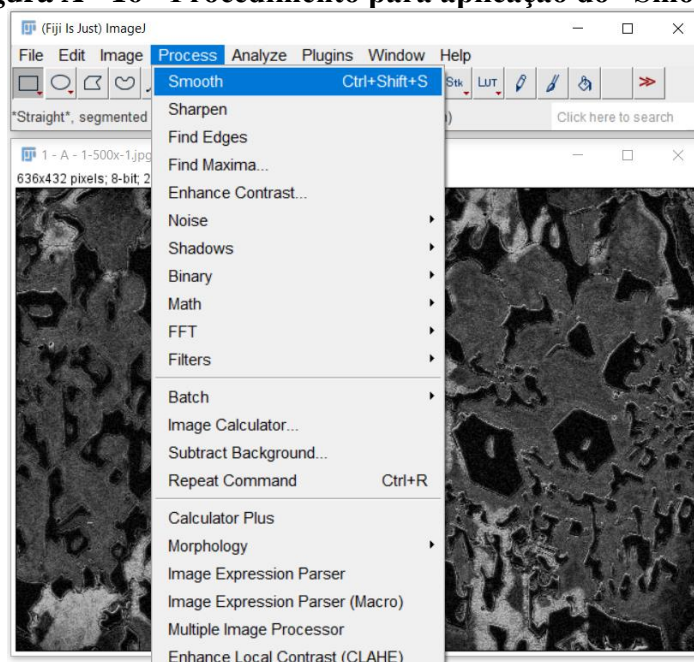 gura A - 10 - Procedimento para aplicação do "Smo
(Fiji Is Just) ImageJ
File Edit Image Process Analyze Plugins Window Help
Stk LUT
*Straight*, segmented
Click here to search
1 - A - 1-500x-1.jpg
636x432 pixels; 8-bit; 2
Smooth Ctrl+Shift+S
Sharpen
Find Edges
Find Maxima...
Enhance Contrast...
Noise
Shadows
Binary
Math
FFT
Filters
Batch
Image Calculator...
Subtract Background...
Repeat Command Ctrl+R
Calculator Plus
Morphology
Image Expression Parser
Image Expression Parser (Macro)
Multiple Image Processor
Enhance Local Contrast (CLAHE)